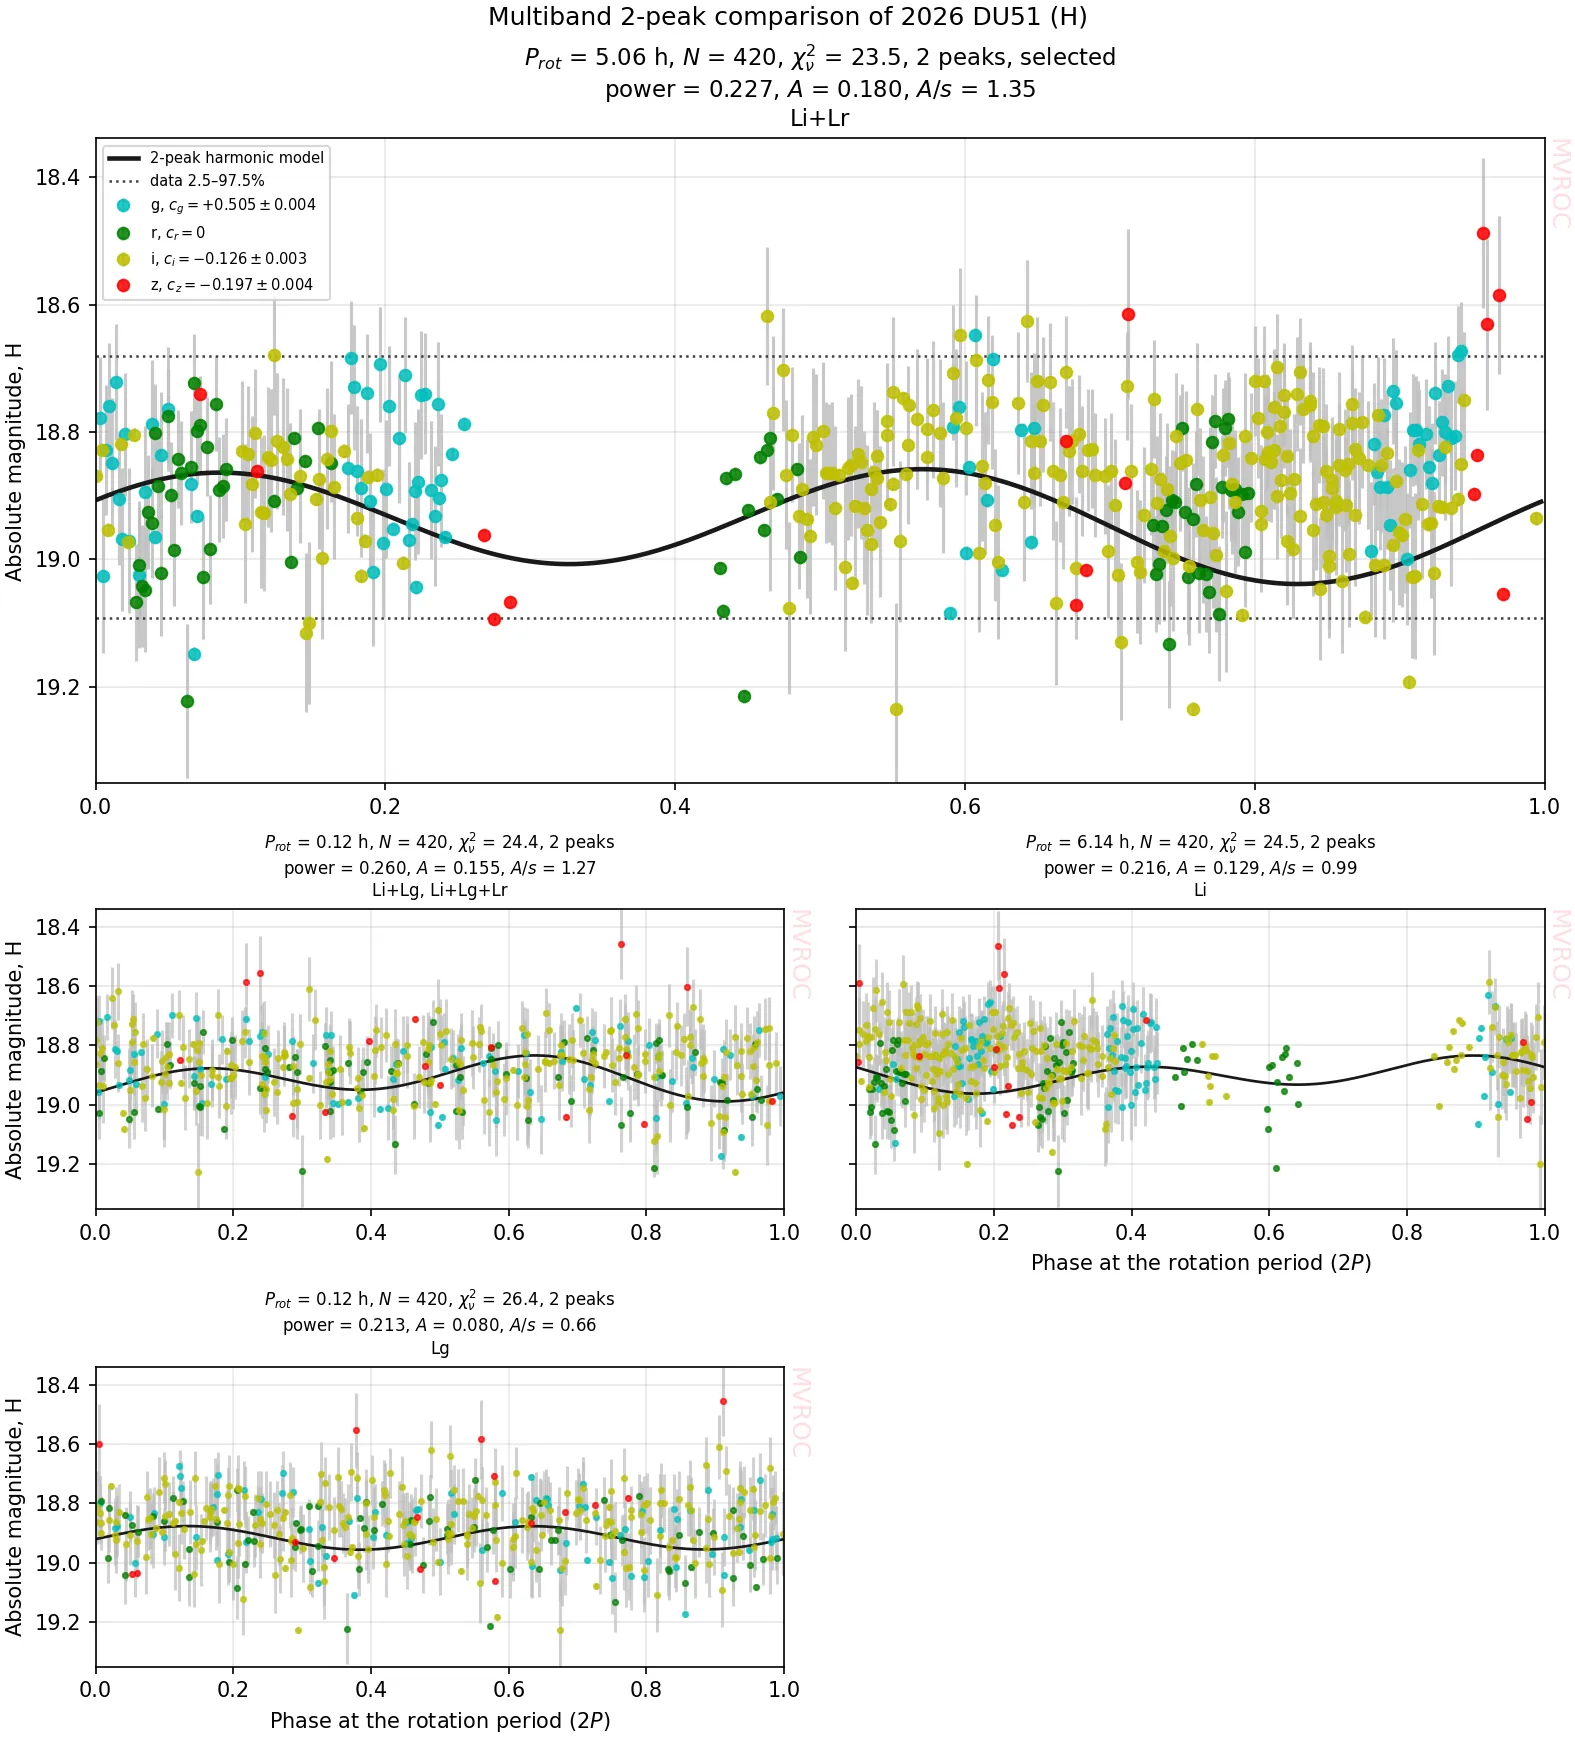 Multiband 2-peak comparison of 2026 DU51 (H)
P_rot = 5.06 h, N = 420, χ²_ν = 23.5, 2 peaks, selected
power = 0.227, A = 0.180, A/s = 1.35
Li+Lr
2-peak harmonic model
data 2.5–97.5%
g, c_g = +0.505 ± 0.004
r, c_r = 0
i, c_i = −0.126 ± 0.003
z, c_z = −0.197 ± 0.004
MVROC
Absolute magnitude, H
18.4
18.6
18.8
19.0
19.2
0.0 0.2 0.4 0.6 0.8 1.0
P_rot = 0.12 h, N = 420, χ²_ν = 24.4, 2 peaks
power = 0.260, A = 0.155, A/s = 1.27
Li+Lg, Li+Lg+Lr
MVROC
Absolute magnitude, H
18.4
18.6
18.8
19.0
19.2
0.0 0.2 0.4 0.6 0.8 1.0
P_rot = 6.14 h, N = 420, χ²_ν = 24.5, 2 peaks
power = 0.216, A = 0.129, A/s = 0.99
Li
MVROC
0.0 0.2 0.4 0.6 0.8 1.0
Phase at the rotation period (2P)
P_rot = 0.12 h, N = 420, χ²_ν = 26.4, 2 peaks
power = 0.213, A = 0.080, A/s = 0.66
Lg
MVROC
Absolute magnitude, H
18.4
18.6
18.8
19.0
19.2
0.0 0.2 0.4 0.6 0.8 1.0
Phase at the rotation period (2P)